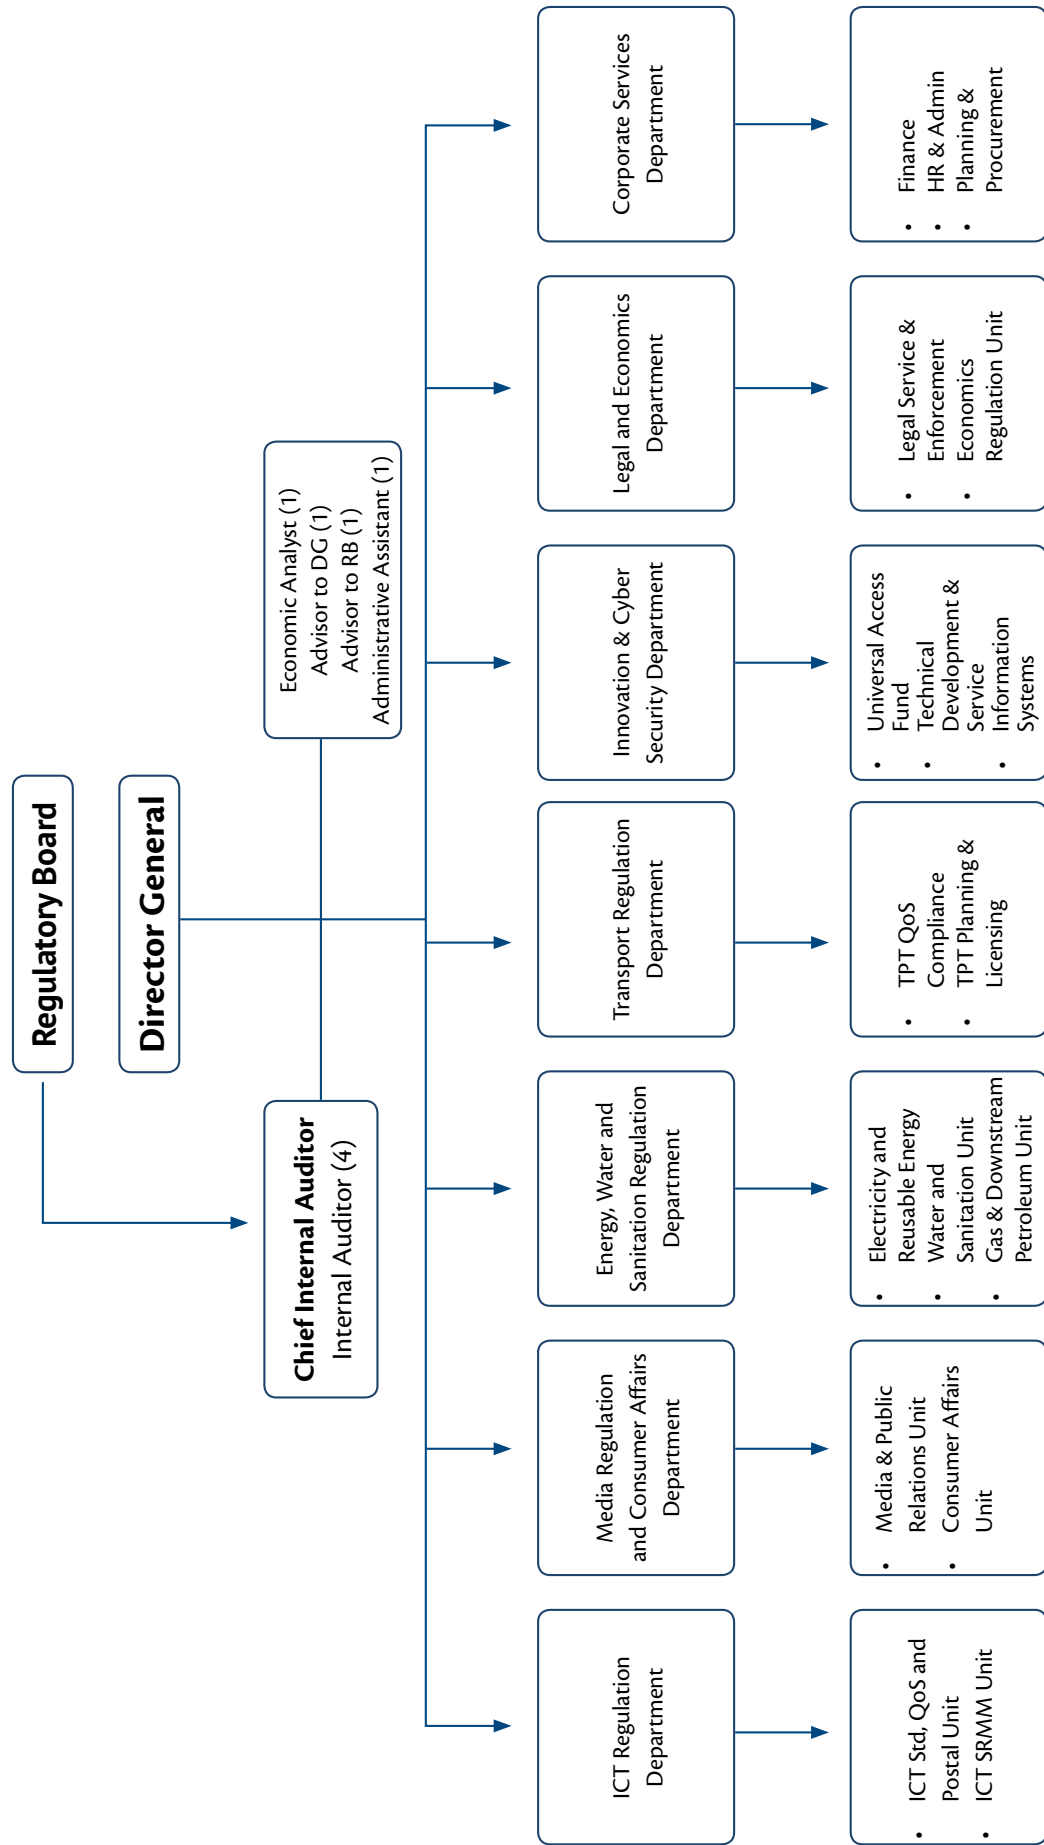 Regulatory Board
Director General
Chief Internal Auditor
Internal Auditor (4)
Economic Analyst (1)
Advisor to DG (1)
Advisor to RB (1)
Administrative Assistant (1)
ICT Regulation
Department
Media Regulation
and Consumer Affairs
Department
Energy, Water and
Sanitation Regulation
Department
Transport Regulation
Department
Innovation & Cyber
Security Department
Legal and Economics
Department
Corporate Services
Department
• ICT Std, QoS and
Postal Unit
• ICT SRMM Unit
• Media & Public
Relations Unit
• Consumer Affairs
Unit
• Electricity and
Reusable Energy
• Water and
Sanitation Unit
• Gas & Downstream
Petroleum Unit
• TPT QoS
Compliance
• TPT Planning &
Licensing
• Universal Access
Fund
• Technical
Development &
Service
• Information
Systems
• Legal Service &
Enforcement
• Economics
Regulation Unit
• Finance
• HR & Admin
• Planning &
Procurement